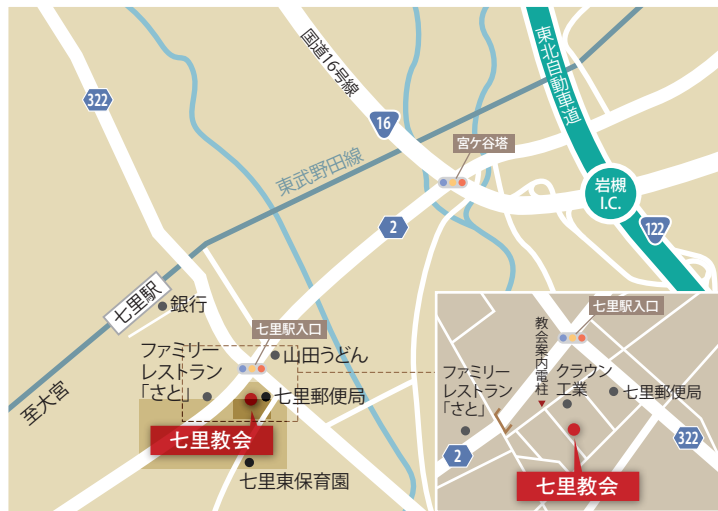 322
国道16号線
16
東北自動車道
宮ケ谷塔
東武野田線
岩槻
I.C.
2
122
七里駅
銀行
七里駅入口
山田うどん
ファミリー
レストラン
「さと」
七里郵便局
至大宮
七里教会
七里東保育園
七里駅入口
教会案内電柱
ファミリー
レストラン
「さと」
クラウン
工業
七里郵便局
2
322
七里教会